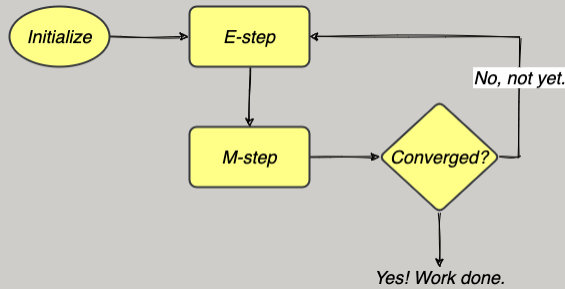 Initialize
E-step
No, not yet.
M-step
Converged?
Yes! Work done.